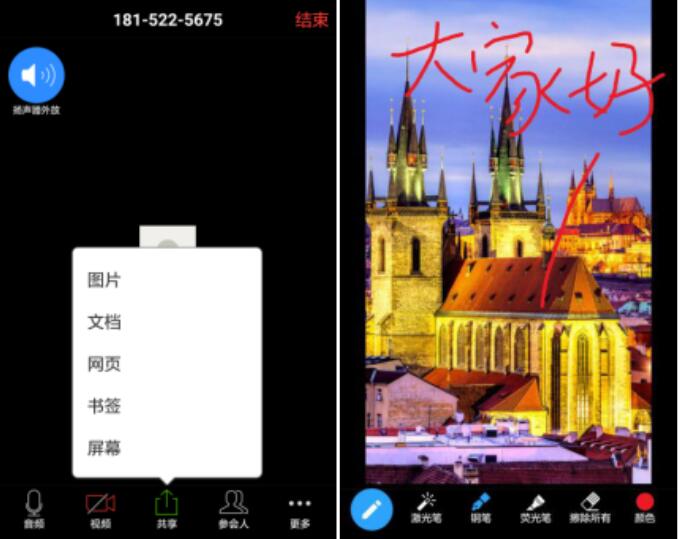 181-522-5675 结束
扬声器外放
图片
文档
网页
书签
屏幕
音频 视频 共享 参会人 更多
大家好
激光笔 钢笔 荧光笔 擦除所有 颜色